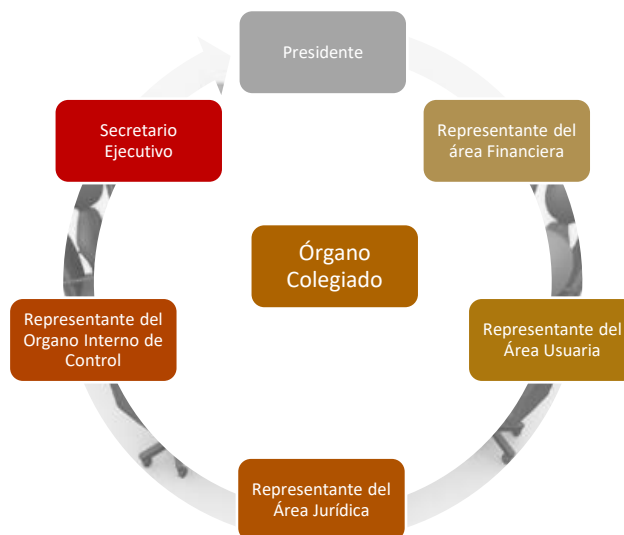 Presidente
Representante del
área Financiera
Representante del
Área Usuaria
Representante del
Área Jurídica
Representante del
Organo Interno de
Control
Secretario
Ejecutivo
Órgano
Colegiado